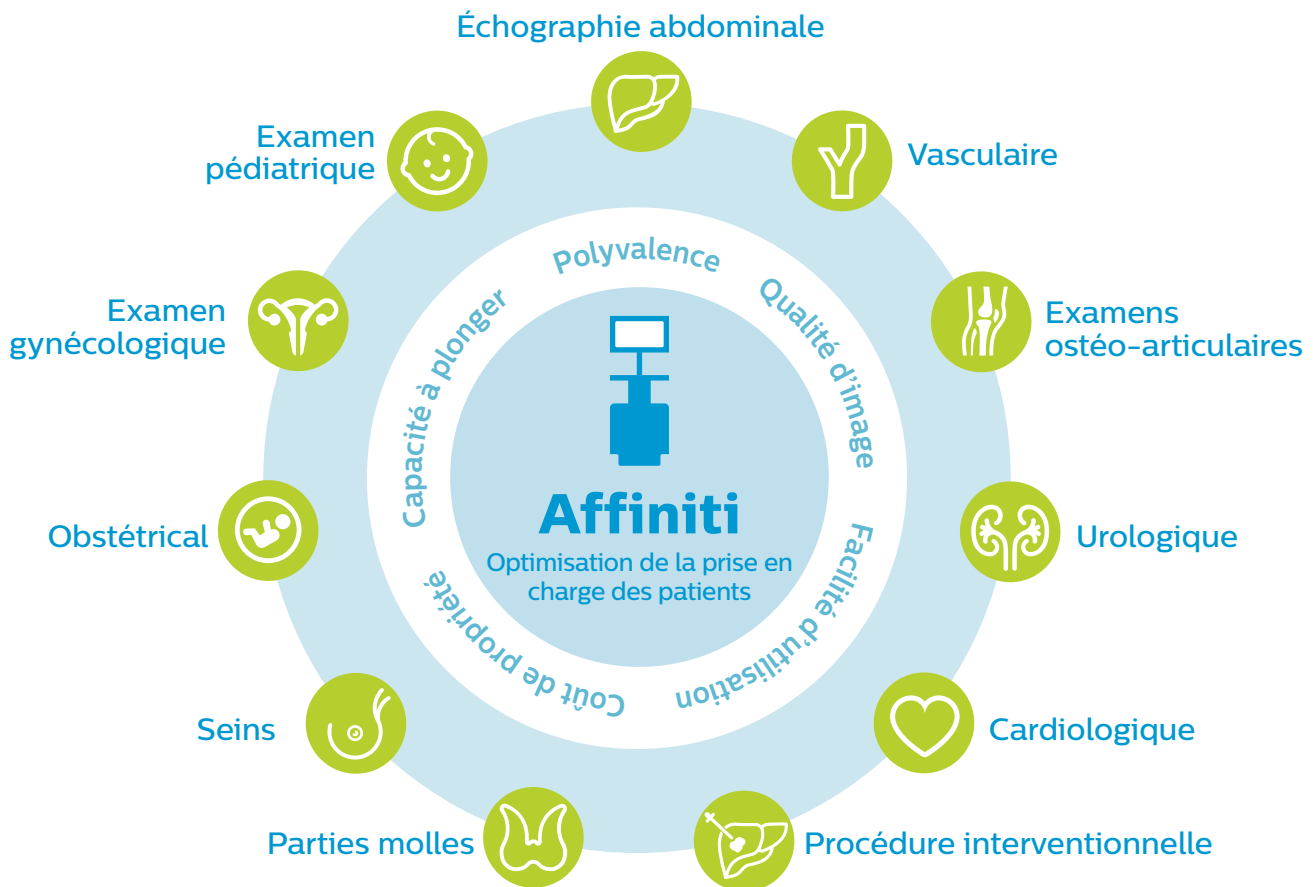 Échographie abdominale
Vasculaire
Examens
ostéo-articulaires
Urologique
Cardiologique
Procédure interventionnelle
Parties molles
Seins
Obstétrical
Examen
gynécologique
Examen
pédiatrique
Polyvalence
Qualité d'image
Facilité d'utilisation
Coût de propriété
Capacité à plonger
Affiniti
Optimisation de la prise en
charge des patients